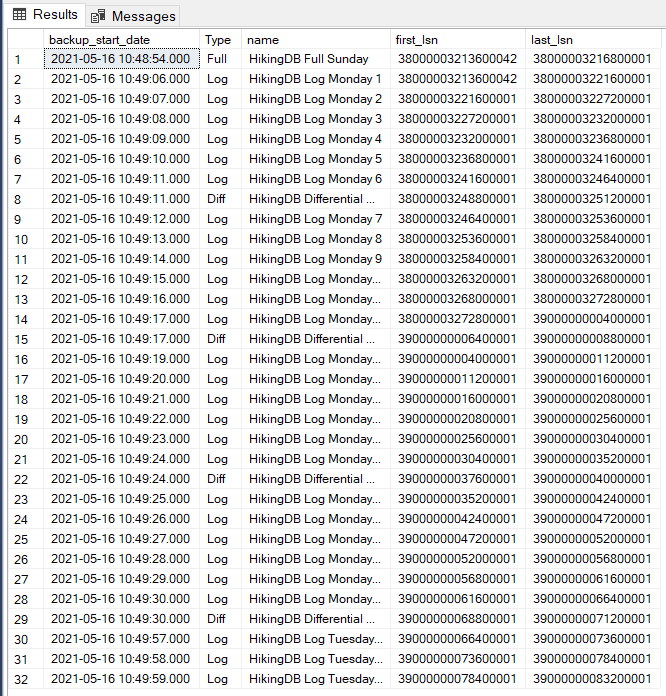 Results Messages
backup_start_date Type name first_lsn last_lsn
1 2021-05-16 10:48:54.000 Full HikingDB Full Sunday 38000003213600042 38000003216800001
2 2021-05-16 10:49:06.000 Log HikingDB Log Monday 1 38000003213600042 38000003221600001
3 2021-05-16 10:49:07.000 Log HikingDB Log Monday 2 38000003221600001 38000003227200001
4 2021-05-16 10:49:08.000 Log HikingDB Log Monday 3 38000003227200001 38000003232000001
5 2021-05-16 10:49:09.000 Log HikingDB Log Monday 4 38000003232000001 38000003236800001
6 2021-05-16 10:49:10.000 Log HikingDB Log Monday 5 38000003236800001 38000003241600001
7 2021-05-16 10:49:11.000 Log HikingDB Log Monday 6 38000003241600001 38000003246400001
8 2021-05-16 10:49:11.000 Diff HikingDB Differential ... 38000003248800001 38000003251200001
9 2021-05-16 10:49:12.000 Log HikingDB Log Monday 7 38000003246400001 38000003253600001
10 2021-05-16 10:49:13.000 Log HikingDB Log Monday 8 38000003253600001 38000003258400001
11 2021-05-16 10:49:14.000 Log HikingDB Log Monday 9 38000003258400001 38000003263200001
12 2021-05-16 10:49:15.000 Log HikingDB Log Monday... 38000003263200001 38000003268000001
13 2021-05-16 10:49:16.000 Log HikingDB Log Monday... 38000003268000001 38000003272800001
14 2021-05-16 10:49:17.000 Log HikingDB Log Monday... 38000003272800001 39000000004000001
15 2021-05-16 10:49:17.000 Diff HikingDB Differential ... 39000000006400001 39000000008800001
16 2021-05-16 10:49:19.000 Log HikingDB Log Monday... 39000000004000001 39000000011200001
17 2021-05-16 10:49:20.000 Log HikingDB Log Monday... 39000000011200001 39000000016000001
18 2021-05-16 10:49:21.000 Log HikingDB Log Monday... 39000000016000001 39000000020800001
19 2021-05-16 10:49:22.000 Log HikingDB Log Monday... 39000000020800001 39000000025600001
20 2021-05-16 10:49:23.000 Log HikingDB Log Monday... 39000000025600001 39000000030400001
21 2021-05-16 10:49:24.000 Log HikingDB Log Monday... 39000000030400001 39000000035200001
22 2021-05-16 10:49:24.000 Diff HikingDB Differential ... 39000000037600001 39000000040000001
23 2021-05-16 10:49:25.000 Log HikingDB Log Monday... 39000000035200001 39000000042400001
24 2021-05-16 10:49:26.000 Log HikingDB Log Monday... 39000000042400001 39000000047200001
25 2021-05-16 10:49:27.000 Log HikingDB Log Monday... 39000000047200001 39000000052000001
26 2021-05-16 10:49:28.000 Log HikingDB Log Monday... 39000000052000001 39000000056800001
27 2021-05-16 10:49:29.000 Log HikingDB Log Monday... 39000000056800001 39000000061600001
28 2021-05-16 10:49:30.000 Log HikingDB Log Monday... 39000000061600001 39000000066400001
29 2021-05-16 10:49:30.000 Diff HikingDB Differential ... 39000000068800001 39000000071200001
30 2021-05-16 10:49:57.000 Log HikingDB Log Tuesday... 39000000066400001 39000000073600001
31 2021-05-16 10:49:58.000 Log HikingDB Log Tuesday... 39000000073600001 39000000078400001
32 2021-05-16 10:49:59.000 Log HikingDB Log Tuesday... 39000000078400001 39000000083200001